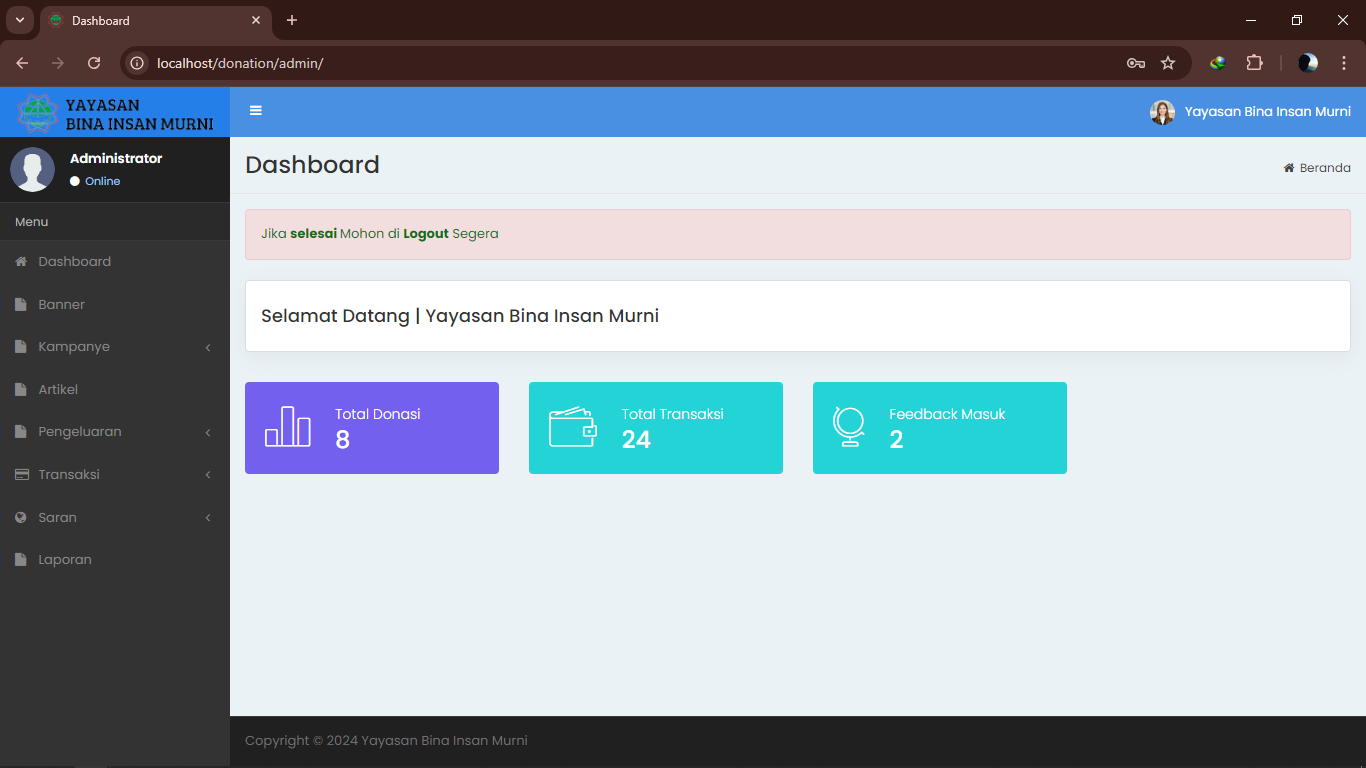 Dashboard
localhost/donation/admin/
YAYASAN
BINA INSAN MURNI
Yayasan Bina Insan Murni
Administrator
Online
Menu
Dashboard
Banner
Kampanye
Artikel
Pengeluaran
Transaksi
Saran
Laporan
Dashboard
Beranda
Jika selesai Mohon di Logout Segera
Selamat Datang | Yayasan Bina Insan Murni
Total Donasi
8
Total Transaksi
24
Feedback Masuk
2
Copyright © 2024 Yayasan Bina Insan Murni